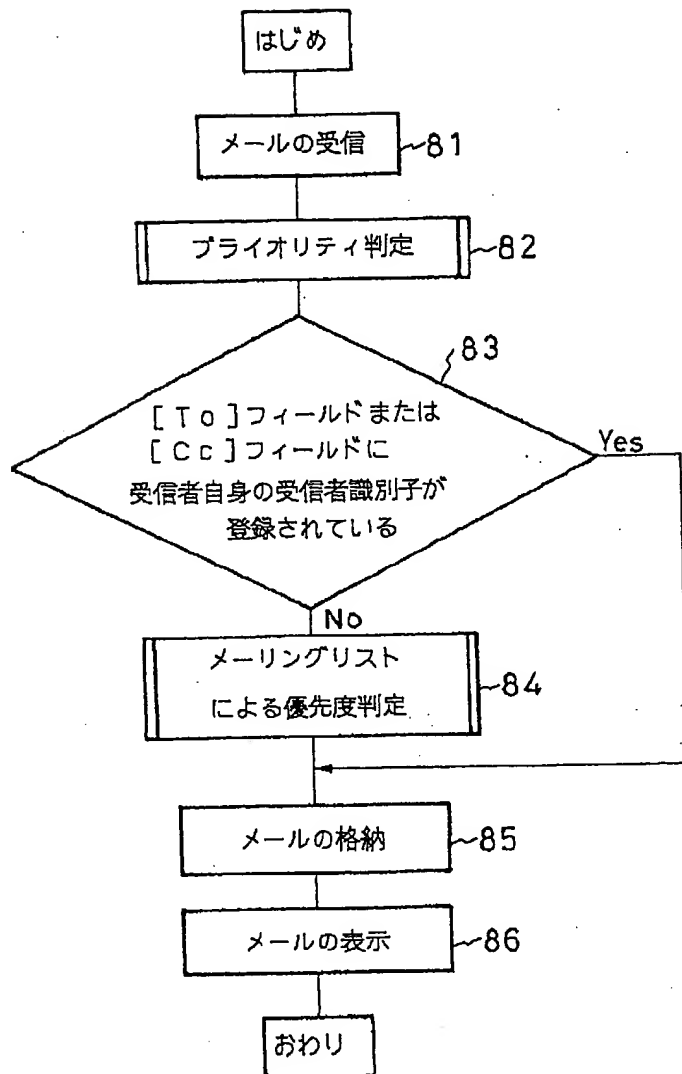 はじめ
メールの受信
81
プライオリティ判定
82
83
[To]フィールドまたは
[Cc]フィールドに
受信者自身の受信者識別子が
登録されている
Yes
No
メーリングリスト
による優先度判定
84
メールの格納
85
メールの表示
86
おわり